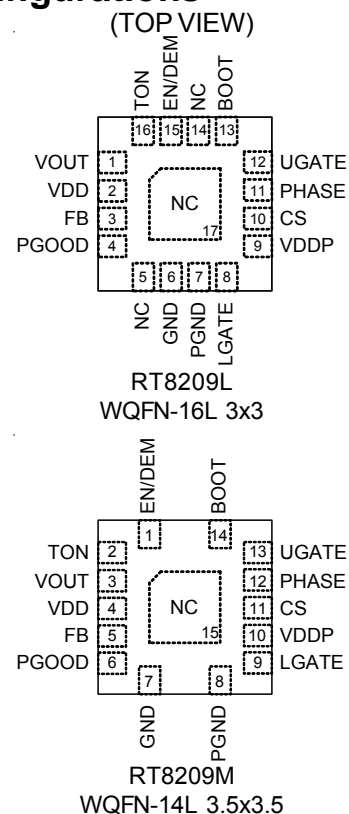 (TOP VIEW)
TON
EN/DEM
NC
BOOT
16
15
14
13
VOUT 1
12 UGATE
VDD 2
11 PHASE
NC
FB 3
10 CS
PGOOD 4
17
9 VDDP
5
6
7
8
NC
GND
PGND
LGATE
RT8209L
WQFN-16L 3x3
EN/DEM
BOOT
1
14
TON 2
13 UGATE
VOUT 3
12 PHASE
VDD 4
NC
11 CS
FB 5
15
10 VDDP
PGOOD 6
9 LGATE
7
8
GND
PGND
RT8209M
WQFN-14L 3.5x3.5